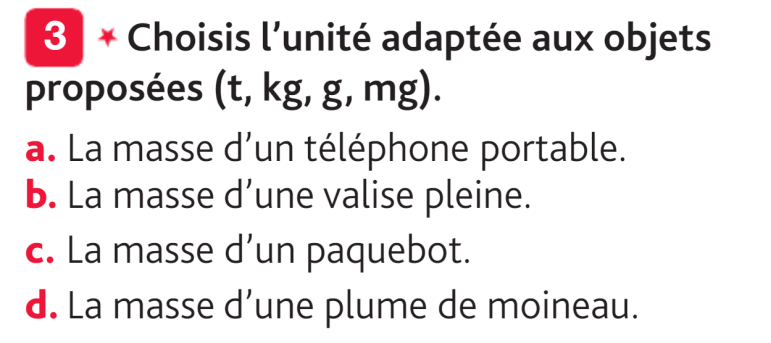 3 * Choisis l'unité adaptée aux objets
proposées (t, kg, g, mg).
a. La masse d'un téléphone portable.
b. La masse d'une valise pleine.
c. La masse d'un paquebot.
d. La masse d'une plume de moineau.